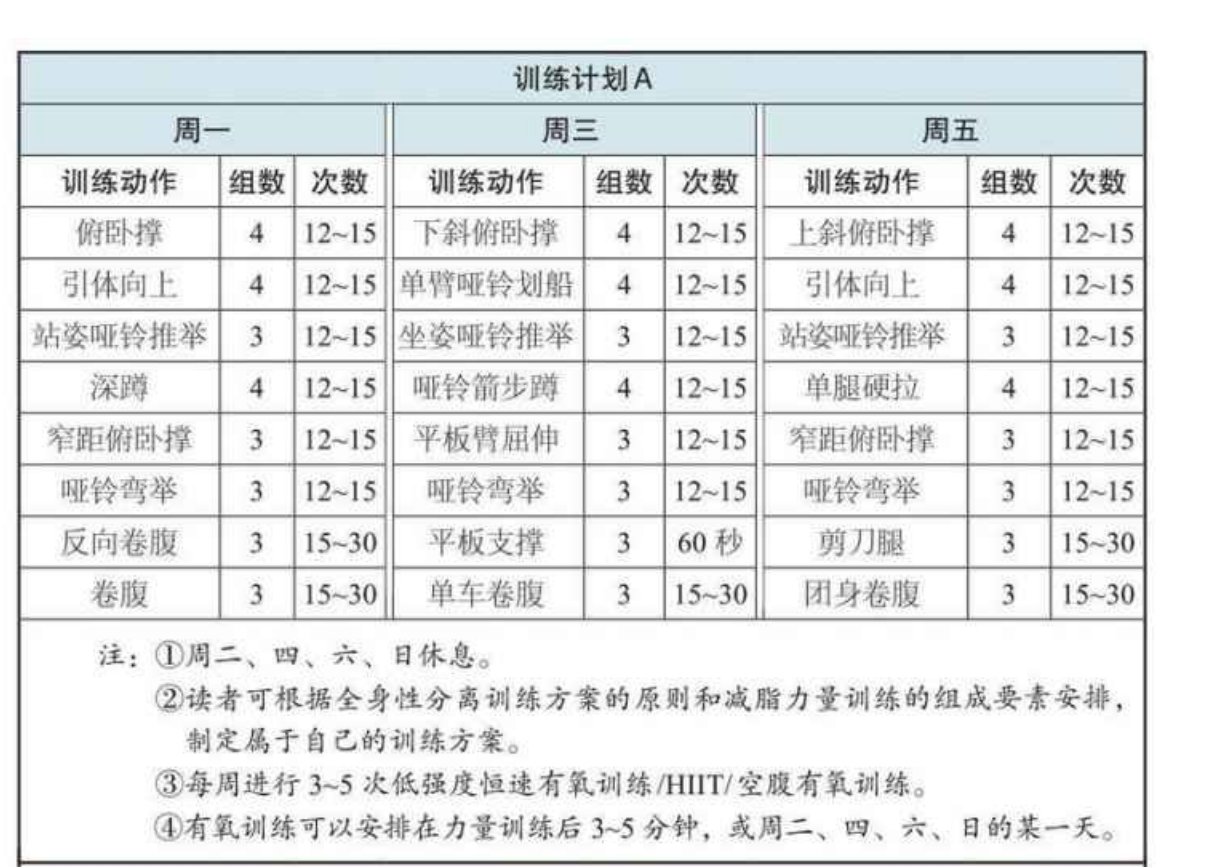 训练计划A
周一 周三 周五
训练动作 组数 次数 训练动作 组数 次数 训练动作 组数 次数
俯卧撑 4 12~15 下斜俯卧撑 4 12~15 上斜俯卧撑 4 12~15
引体向上 4 12~15 单臂哑铃划船 4 12~15 引体向上 4 12~15
站姿哑铃推举 3 12~15 坐姿哑铃推举 3 12~15 站姿哑铃推举 3 12~15
深蹲 4 12~15 哑铃箭步蹲 4 12~15 单腿硬拉 4 12~15
窄距俯卧撑 3 12~15 平板臂屈伸 3 12~15 窄距俯卧撑 3 12~15
哑铃弯举 3 12~15 哑铃弯举 3 12~15 哑铃弯举 3 12~15
反向卷腹 3 15~30 平板支撑 3 60 秒 剪刀腿 3 15~30
卷腹 3 15~30 单车卷腹 3 15~30 团身卷腹 3 15~30
注：①周二、四、六、日休息。
②读者可根据全身性分离训练方案的原则和减脂力量训练的组成要素安排，
制定属于自己的训练方案。
③每周进行 3~5 次低强度恒速有氧训练/HIIT/空腹有氧训练。
④有氧训练可以安排在力量训练后 3~5 分钟，或周二、四、六、日的某一天。